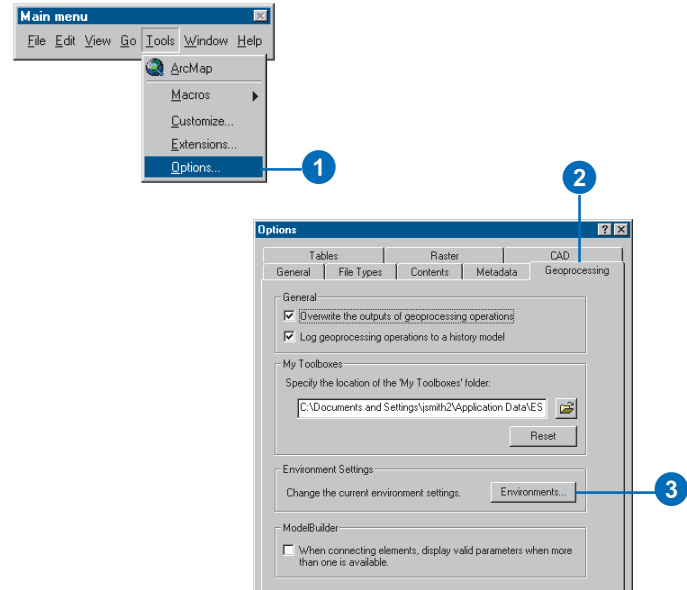 Main menu
File Edit View Go Tools Window Help
ArcMap
Macros
Customize...
Extensions...
Options...
1
2
Options
Tables Raster CAD
General File Types Contents Metadata Geoprocessing
General
Overwrite the outputs of geoprocessing operations
Log geoprocessing operations to a history model
My Toolboxes
Specify the location of the 'My Toolboxes' folder:
C:\Documents and Settings\jsmith2\Application Data\ES
Reset
Environment Settings
Change the current environment settings. Environments...
3
ModelBuilder
When connecting elements, display valid parameters when more
than one is available.